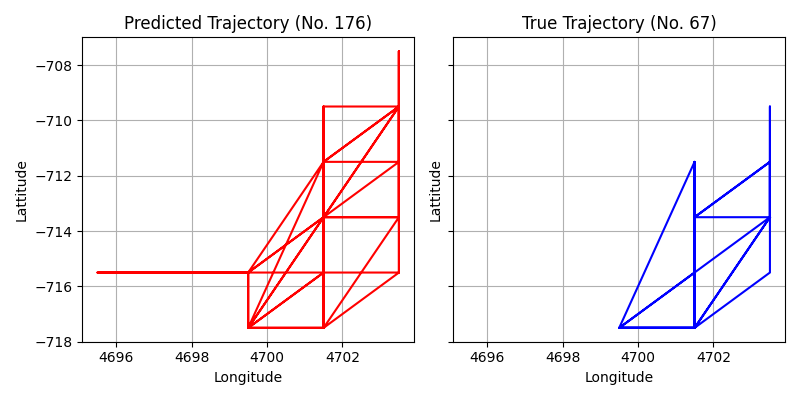 Predicted Trajectory (No. 176)
True Trajectory (No. 67)
Lattitude
−708
−710
−712
−714
−716
−718
4696
4698
4700
4702
Longitude
Lattitude
4696
4698
4700
4702
Longitude